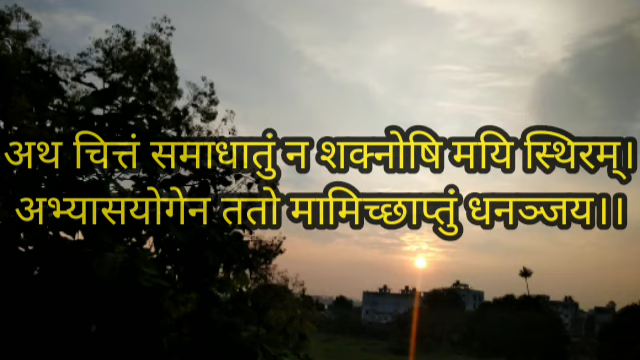 अथ चित्तं समाधातुं न शक्नोषि मयि स्थिरम्।
अभ्यासयोगेन ततो मामिच्छाप्तुं धनञ्जय।।